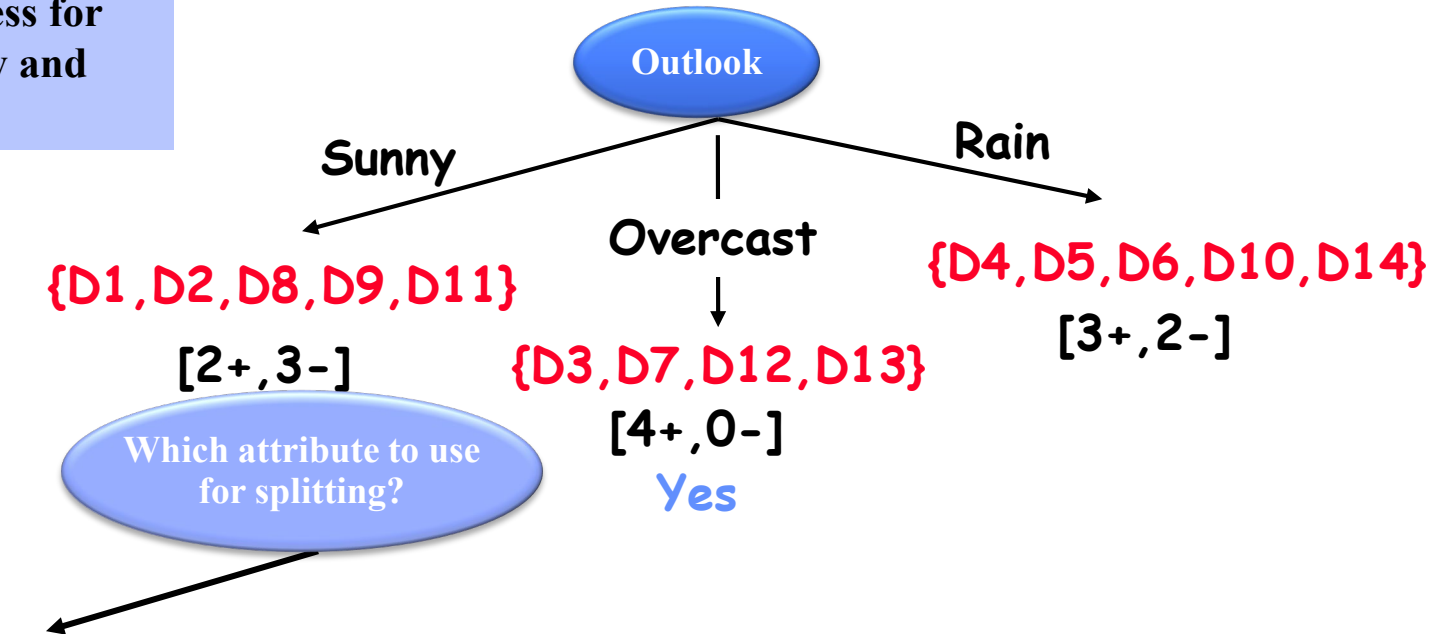 ess for
y and
Outlook
Sunny
Rain
Overcast
{D1,D2,D8,D9,D11}
{D4,D5,D6,D10,D14}
[3+,2-]
[2+,3-]
{D3,D7,D12,D13}
[4+,0-]
Which attribute to use
for splitting?
Yes